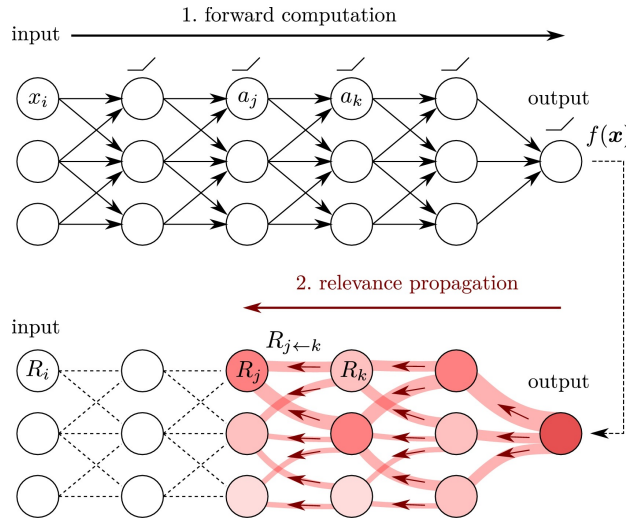 1. forward computation
input
x_i
a_j
a_k
output
f(x)
2. relevance propagation
input
R_{j←k}
R_i
R_j
R_k
output